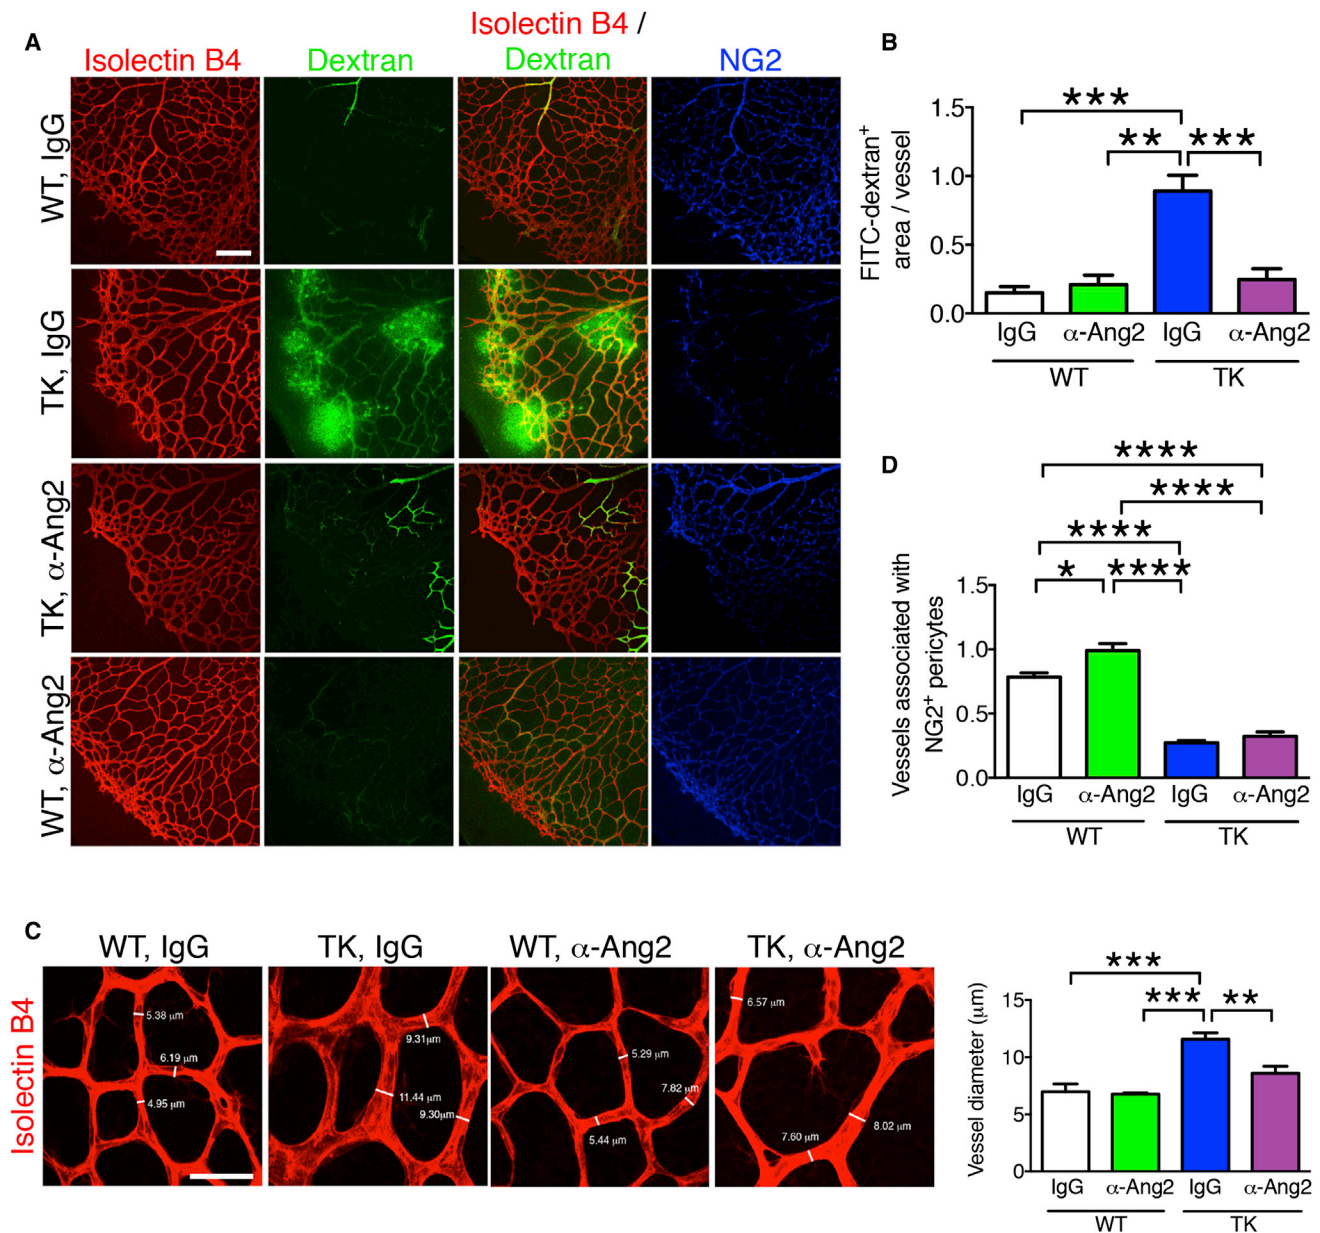 A
Isolectin B4
Dextran
Isolectin B4 /
Dextran
NG2
WT, IgG
TK, IgG
TK, α-Ang2
WT, α-Ang2
B
FITC-dextran+
area / vessel
1.5
1.0
0.5
0.0
***
** ***
IgG α-Ang2 IgG α-Ang2
WT TK
D
Vessels associated with
NG2+ pericytes
****
****
****
* ****
1.5
1.0
0.5
0.0
IgG α-Ang2 IgG α-Ang2
WT TK
C
WT, IgG
TK, IgG
WT, α-Ang2
TK, α-Ang2
Isolectin B4
5.38 μm
6.19 μm
4.95 μm
9.31μm
11.44 μm
9.30μm
5.29 μm
7.82 μm
5.44 μm
6.57 μm
8.02 μm
7.60 μm
Vessel diameter (μm)
***
*** **
15
10
5
0
IgG α-Ang2 IgG α-Ang2
WT TK